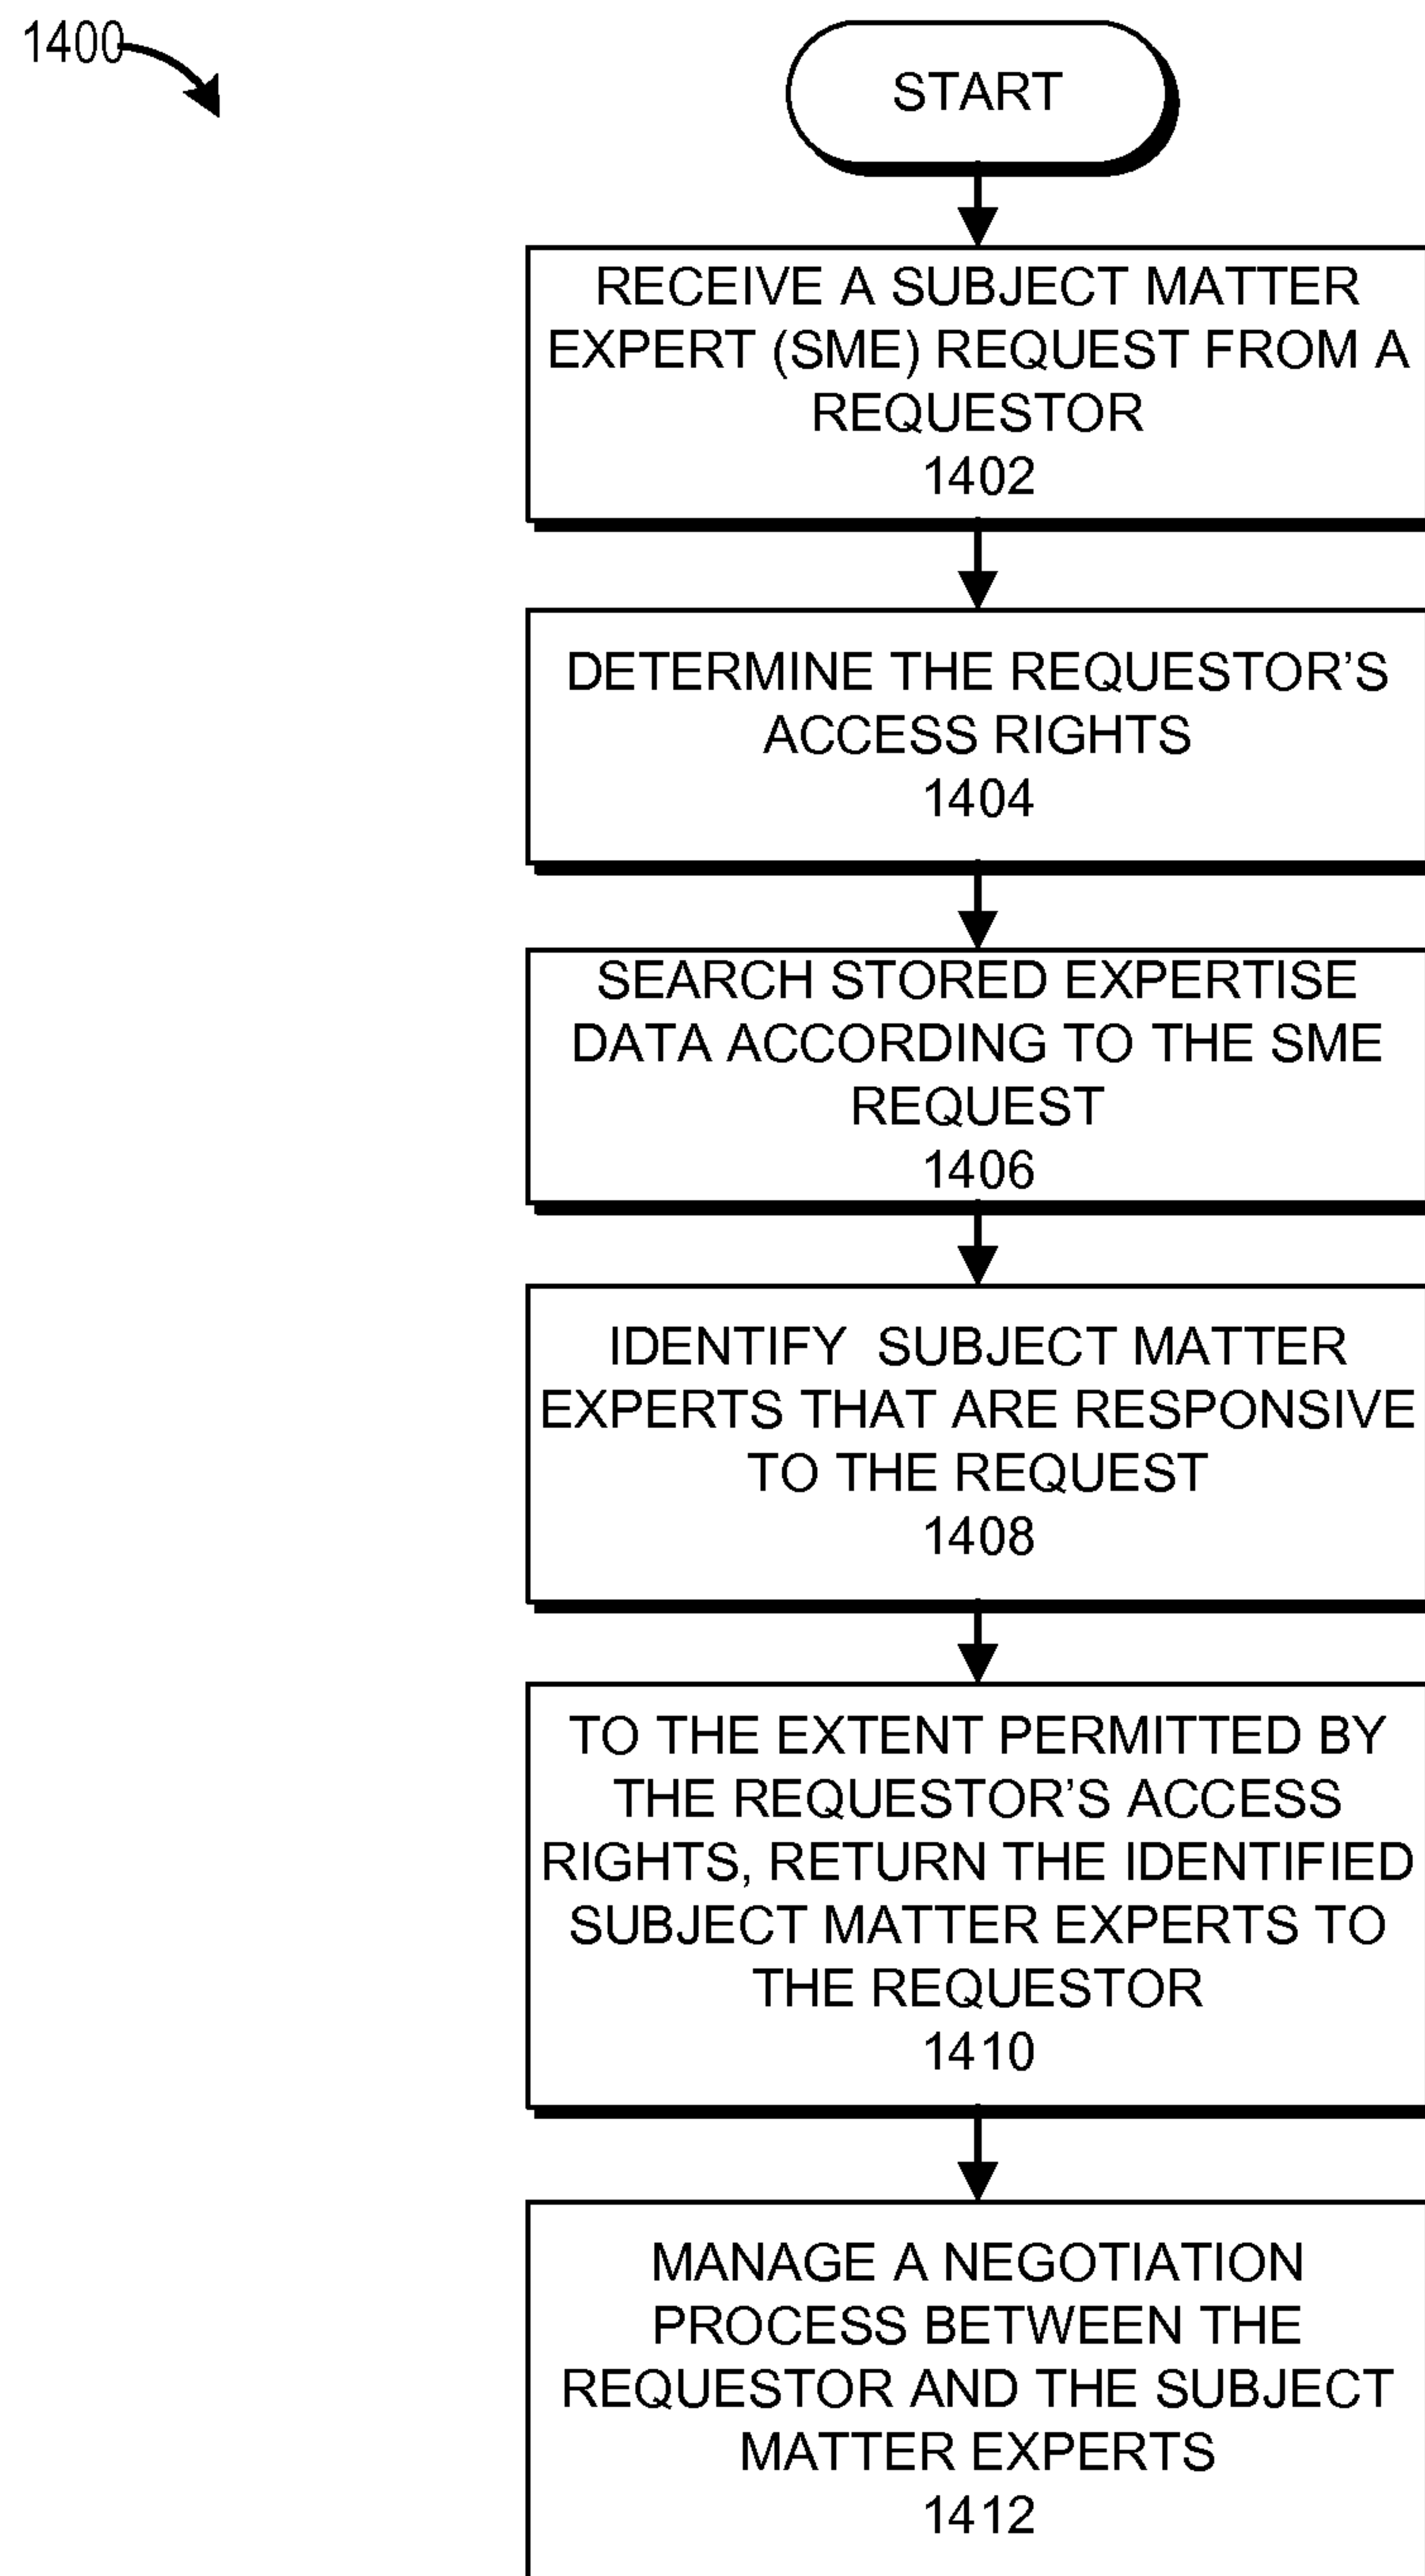 1400
START
RECEIVE A SUBJECT MATTER
EXPERT (SME) REQUEST FROM A
REQUESTOR
1402
DETERMINE THE REQUESTOR'S
ACCESS RIGHTS
1404
SEARCH STORED EXPERTISE
DATA ACCORDING TO THE SME
REQUEST
1406
IDENTIFY SUBJECT MATTER
EXPERTS THAT ARE RESPONSIVE
TO THE REQUEST
1408
TO THE EXTENT PERMITTED BY
THE REQUESTOR'S ACCESS
RIGHTS, RETURN THE IDENTIFIED
SUBJECT MATTER EXPERTS TO
THE REQUESTOR
1410
MANAGE A NEGOTIATION
PROCESS BETWEEN THE
REQUESTOR AND THE SUBJECT
MATTER EXPERTS
1412